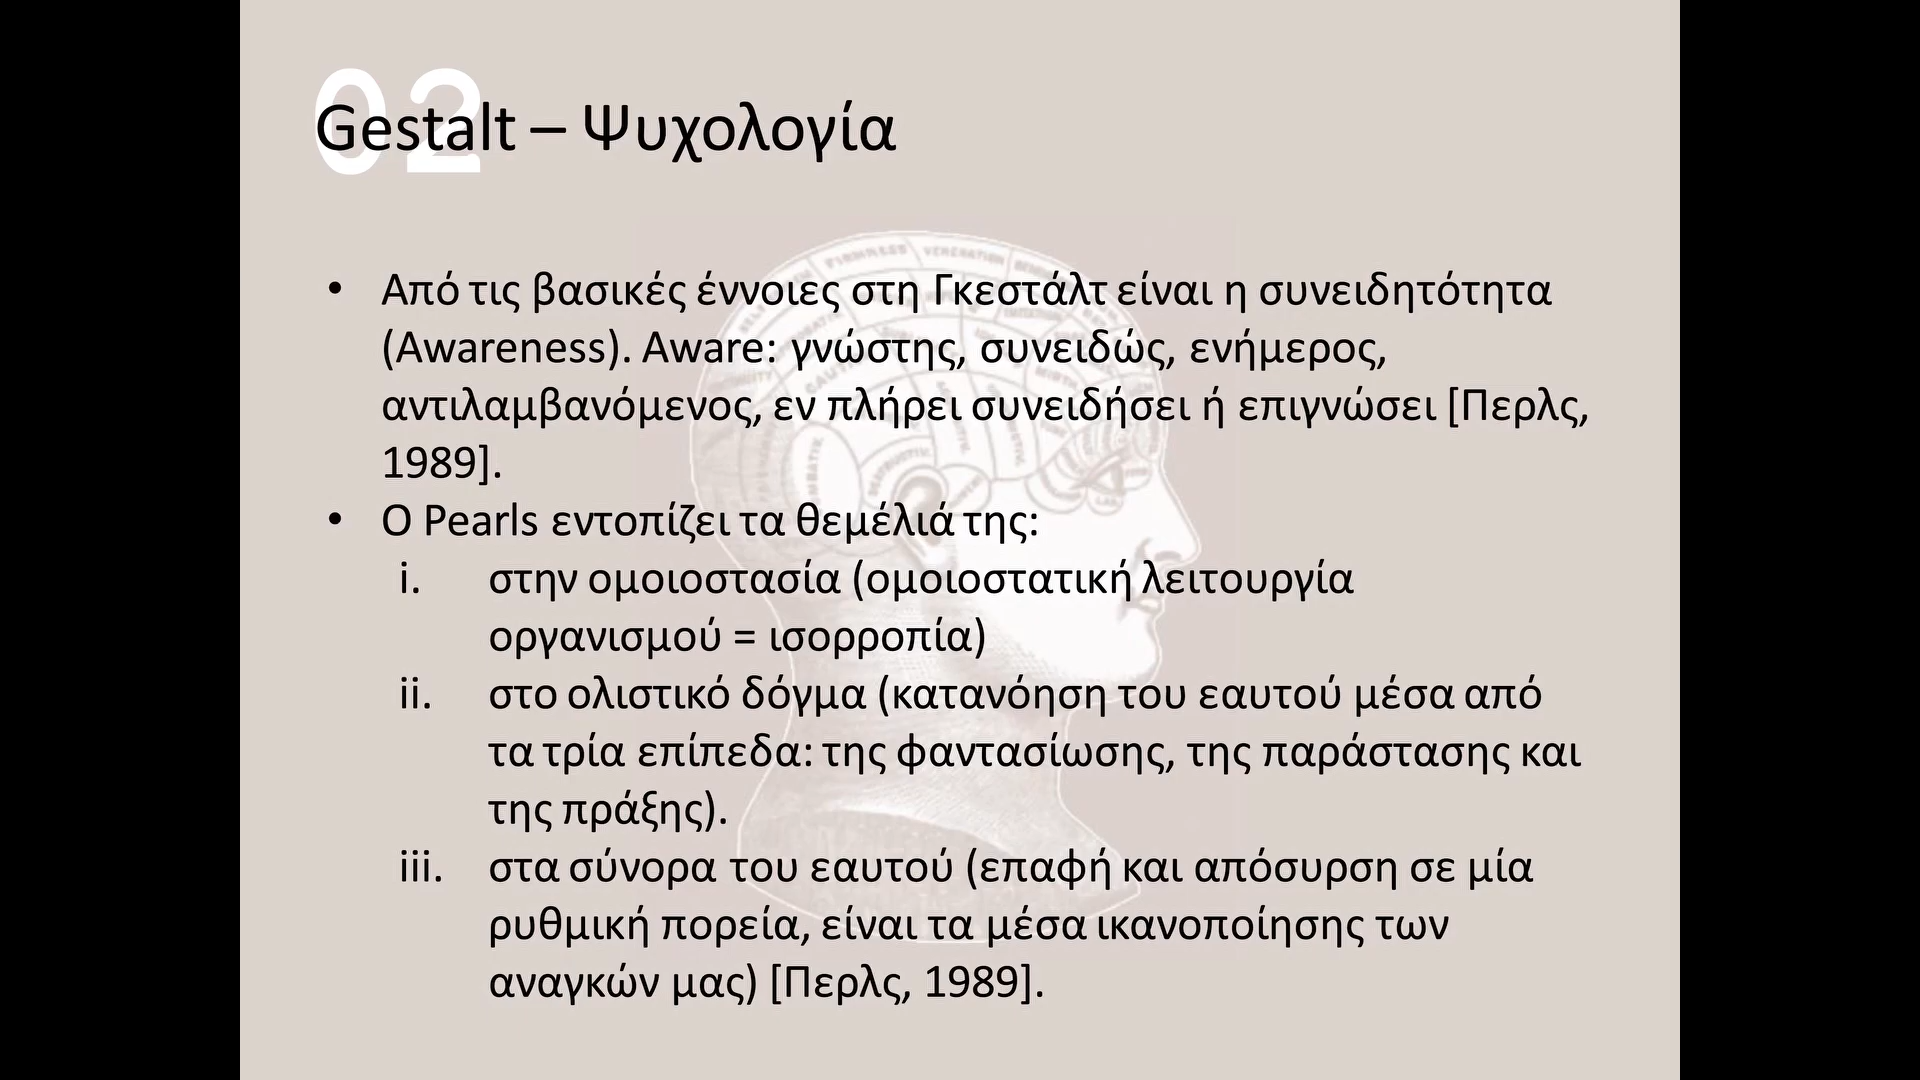 02
Gestalt – Ψυχολογία
• Από τις βασικές έννοιες στη Γκεστάλτ είναι η συνειδητότητα
(Awareness). Aware: γνώστης, συνειδώς, ενήμερος,
αντιλαμβανόμενος, εν πλήρει συνειδήσει ή επιγνώσει [Περλς,
1989].
• Ο Pearls εντοπίζει τα θεμέλιά της:
i. στην ομοιοστασία (ομοιοστατική λειτουργία
οργανισμού = ισορροπία)
ii. στο ολιστικό δόγμα (κατανόηση του εαυτού μέσα από
τα τρία επίπεδα: της φαντασίωσης, της παράστασης και
της πράξης).
iii. στα σύνορα του εαυτού (επαφή και απόσυρση σε μία
ρυθμική πορεία, είναι τα μέσα ικανοποίησης των
αναγκών μας) [Περλς, 1989].